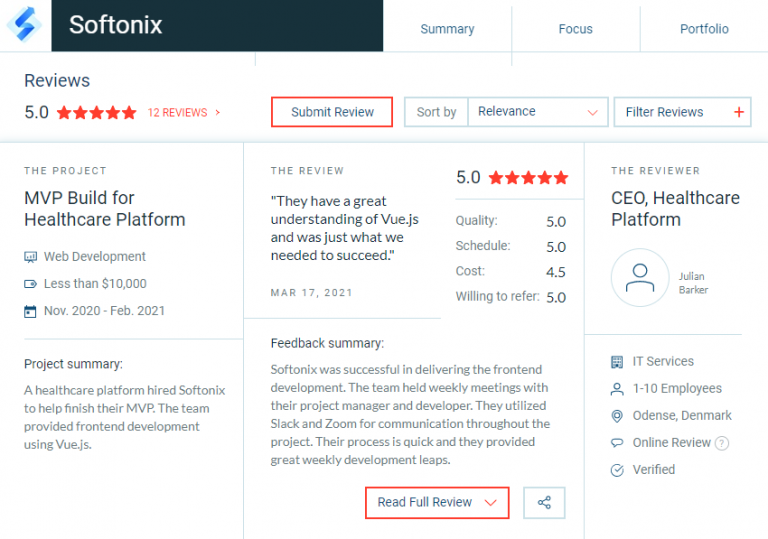 Softonix
Summary
Focus
Portfolio
Reviews
5.0
12 REVIEWS
Submit Review
Sort by
Relevance
Filter Reviews
THE PROJECT
MVP Build for
Healthcare Platform
Web Development
Less than $10,000
Nov. 2020 - Feb. 2021
Project summary:
A healthcare platform hired Softonix
to help finish their MVP. The team
provided frontend development
using Vue.js.
THE REVIEW
"They have a great
understanding of Vue.js
and was just what we
needed to succeed."
MAR 17, 2021
5.0
Quality: 5.0
Schedule: 5.0
Cost: 4.5
Willing to refer: 5.0
Feedback summary:
Softonix was successful in delivering the frontend
development. The team held weekly meetings with
their project manager and developer. They utilized
Slack and Zoom for communication throughout the
project. Their process is quick and they provided
great weekly development leaps.
Read Full Review
THE REVIEWER
CEO, Healthcare
Platform
Julian
Barker
IT Services
1-10 Employees
Odense, Denmark
Online Review ?
Verified